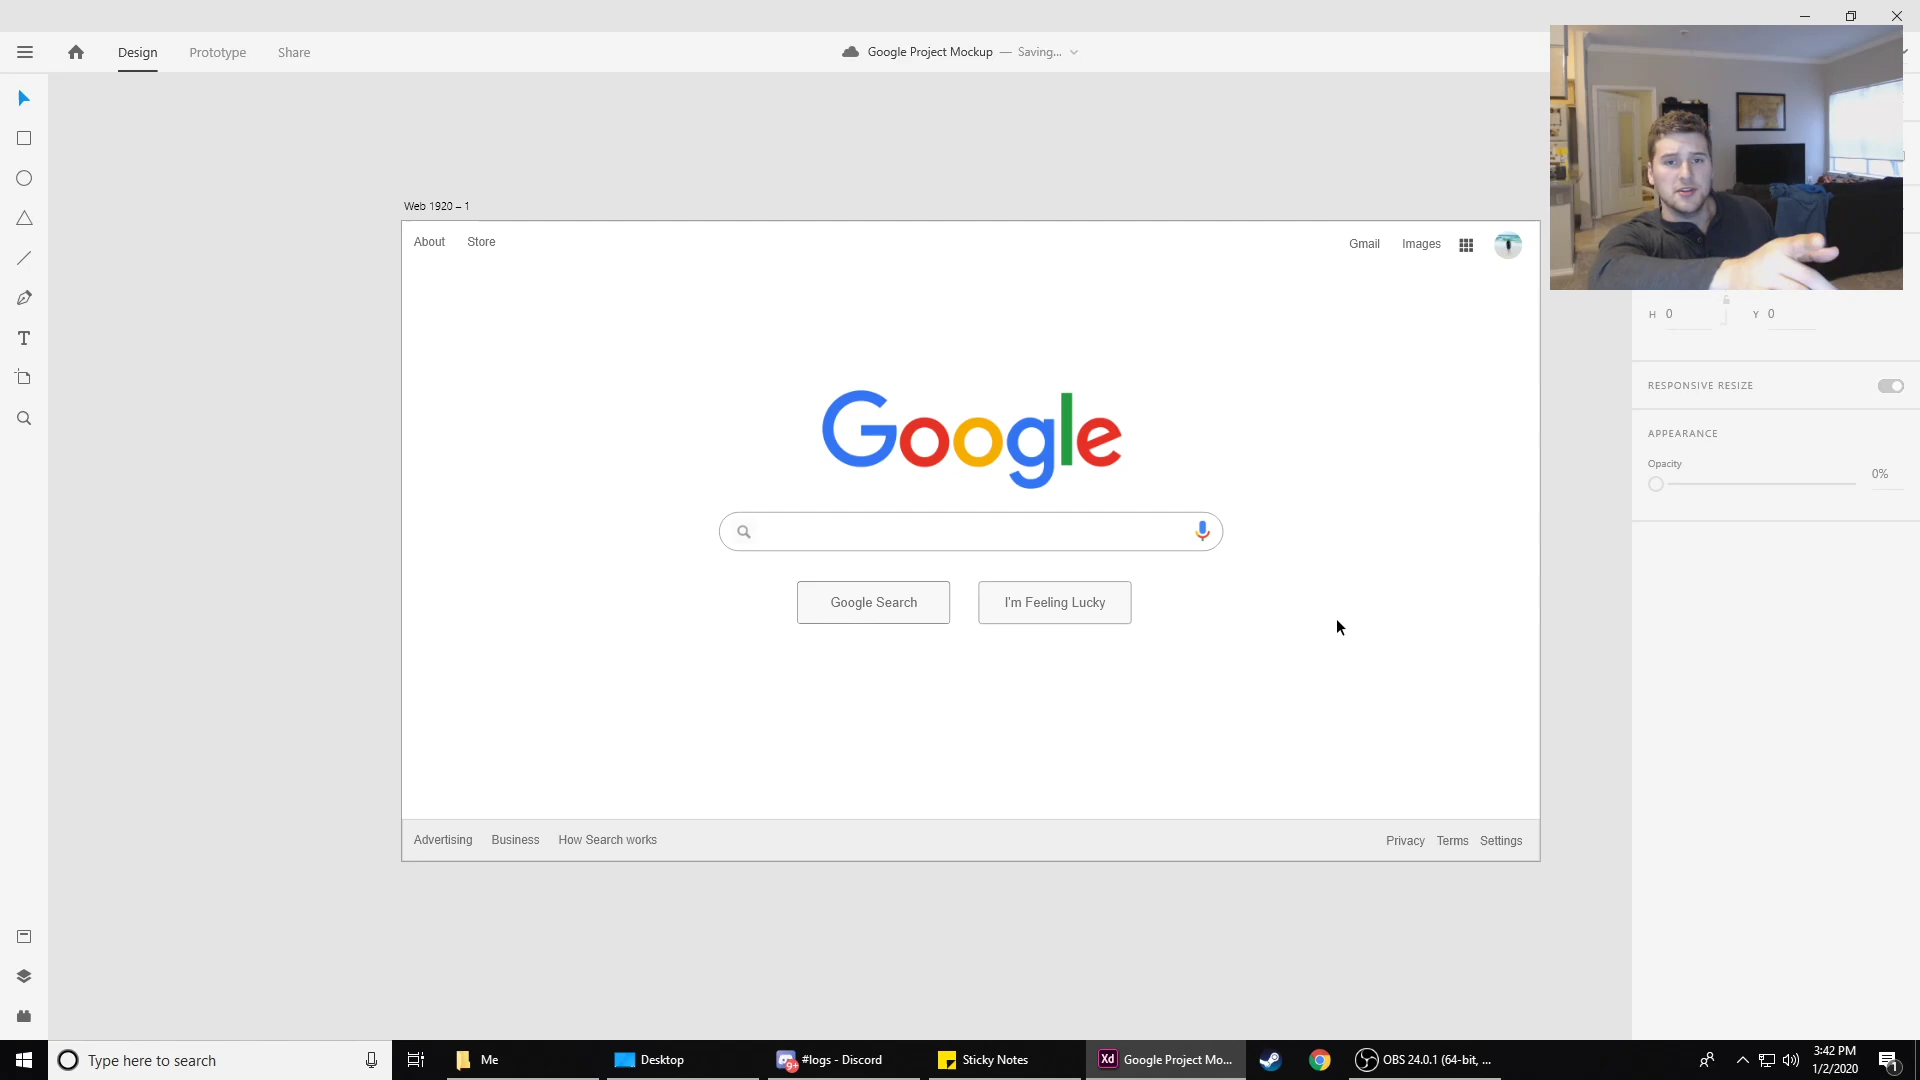 Design Prototype Share
Google Project Mockup — Saving...
Web 1920 – 1
About Store
Gmail Images
Google
Google Search I'm Feeling Lucky
Advertising Business How Search works
Privacy Terms Settings
H 0 Y 0
RESPONSIVE RESIZE
APPEARANCE
Opacity
0%
Type here to search
Me
Desktop
#logs - Discord
9+
Sticky Notes
Xd Google Project Mo...
OBS 24.0.1 (64-bit, ...
3:42 PM
1/2/2020
1